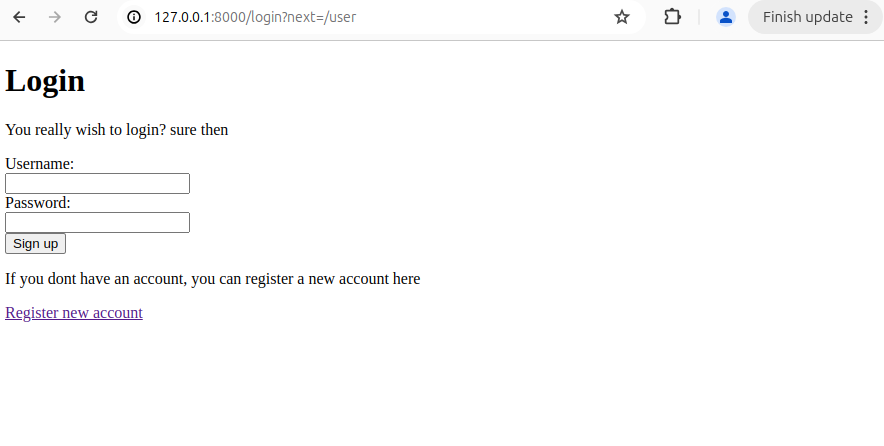 127.0.0.1:8000/login?next=/user
Finish update
Login
You really wish to login? sure then
Username:
Password:
Sign up
If you dont have an account, you can register a new account here
Register new account